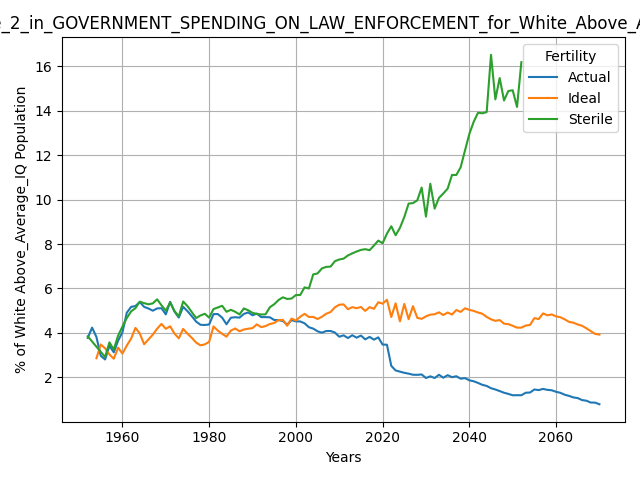 _2_in_GOVERNMENT_SPENDING_ON_LAW_ENFORCEMENT_for_White_Above_A
Fertility
Actual
Ideal
Sterile
% of White Above_Average_IQ Population
16
14
12
10
8
6
4
2
1960 1980 2000 2020 2040 2060
Years